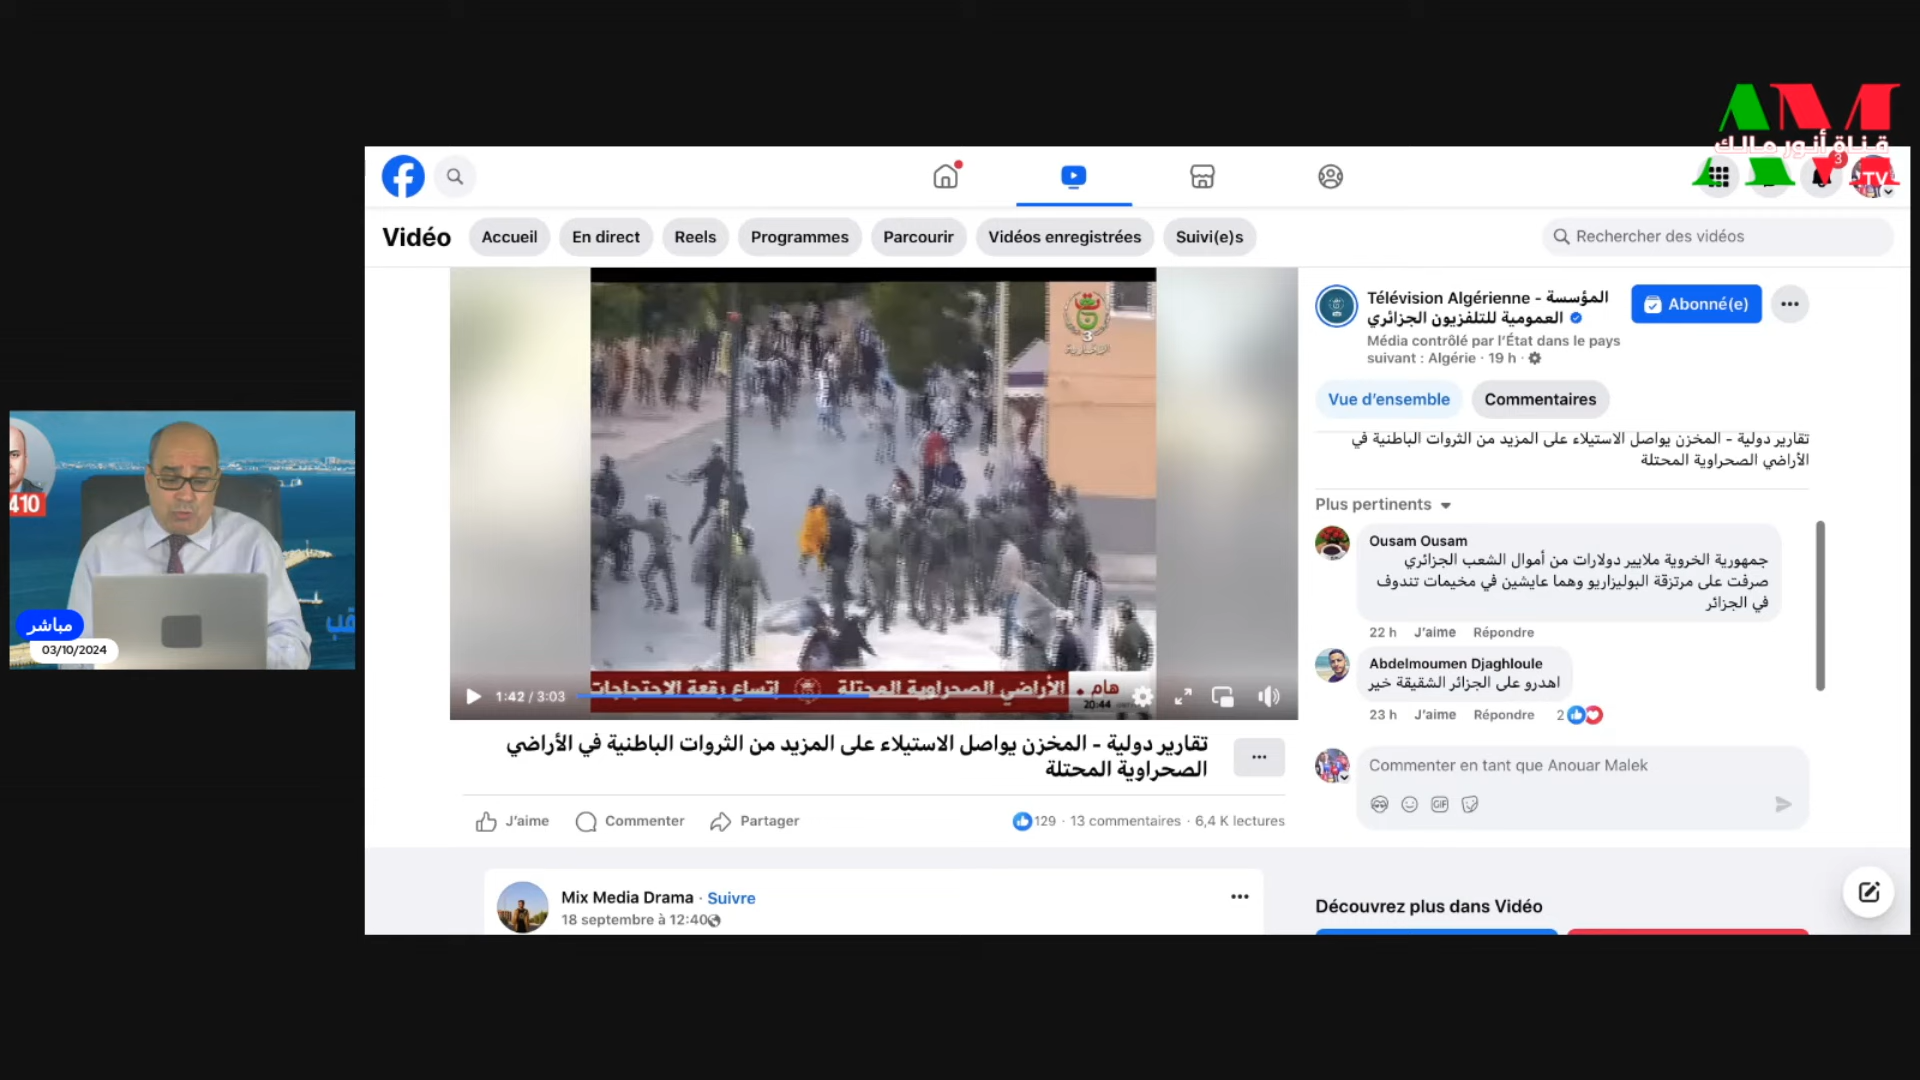 قناة أنور مالك
TV
3
Vidéo
Accueil
En direct
Reels
Programmes
Parcourir
Vidéos enregistrées
Suivi(e)s
Rechercher des vidéos
3
هام
20:44
الأراضي الصحراوية المحتلة
اتساع رقعة الاحتجاجات
1:42 / 3:03
Télévision Algérienne - المؤسسة
العمومية للتلفزيون الجزائري
Média contrôlé par l’État dans le pays
suivant : Algérie · 19 h
Abonné(e)
Vue d’ensemble
Commentaires
تقارير دولية - المخزن يواصل الاستيلاء على المزيد من الثروات الباطنية في
الأراضي الصحراوية المحتلة
Plus pertinents
Ousam Ousam
جمهورية الخروية ملايير دولارات من أموال الشعب الجزائري
صرفت على مرتزقة البوليزاريو وهما عايشين في مخيمات تندوف
في الجزائر
22 h J’aime Répondre
Abdelmoumen Djaghloule
اهدرو على الجزائر الشقيقة خير
23 h J’aime Répondre 2
Commenter en tant que Anouar Malek
GIF
تقارير دولية - المخزن يواصل الاستيلاء على المزيد من الثروات الباطنية في الأراضي
الصحراوية المحتلة
J’aime
Commenter
Partager
129 · 13 commentaires · 6,4 K lectures
Mix Media Drama · Suivre
18 septembre à 12:40
Découvrez plus dans Vidéo
410
مباشر
03/10/2024